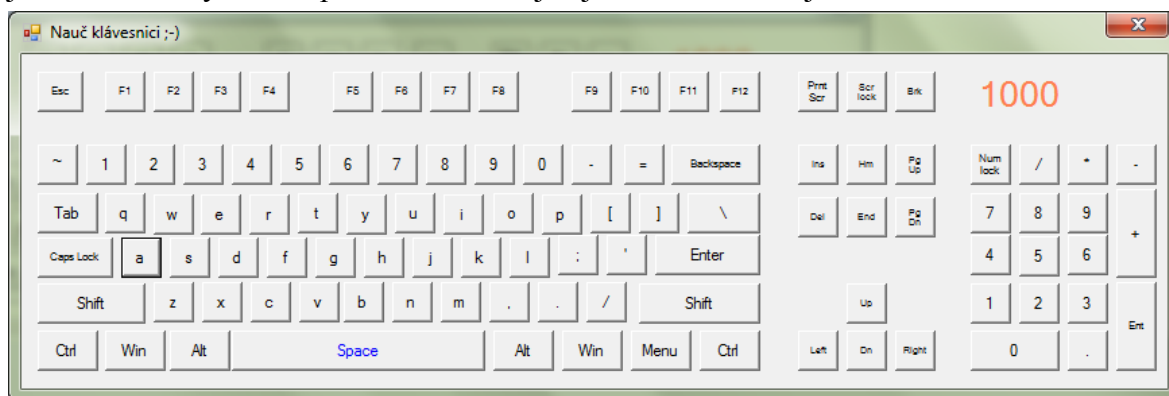 Nauč klávesnici ;-)
Esc F1 F2 F3 F4 F5 F6 F7 F8 F9 F10 F11 F12 Prnt Scr Scr lock Brk 1000
~ 1 2 3 4 5 6 7 8 9 0 - = Backspace Ins Hm Pg Up Num lock / * -
Tab q w e r t y u i o p [ ] \ Del End Pg Dn 7 8 9 +
Caps Lock a s d f g h j k l ; ' Enter 4 5 6
Shift z x c v b n m , . / Shift Up 1 2 3 Ent
Ctrl Win Alt Space Alt Win Menu Ctrl Left Dn Right 0 .